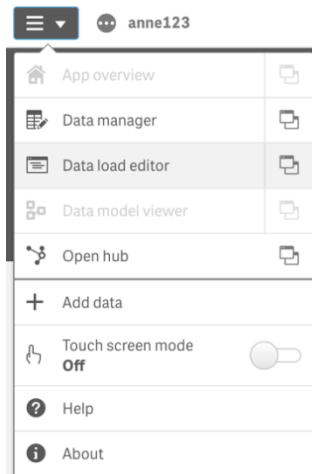 anne123
App overview
Data manager
Data load editor
Data model viewer
Open hub
Add data
Touch screen mode
Off
Help
About